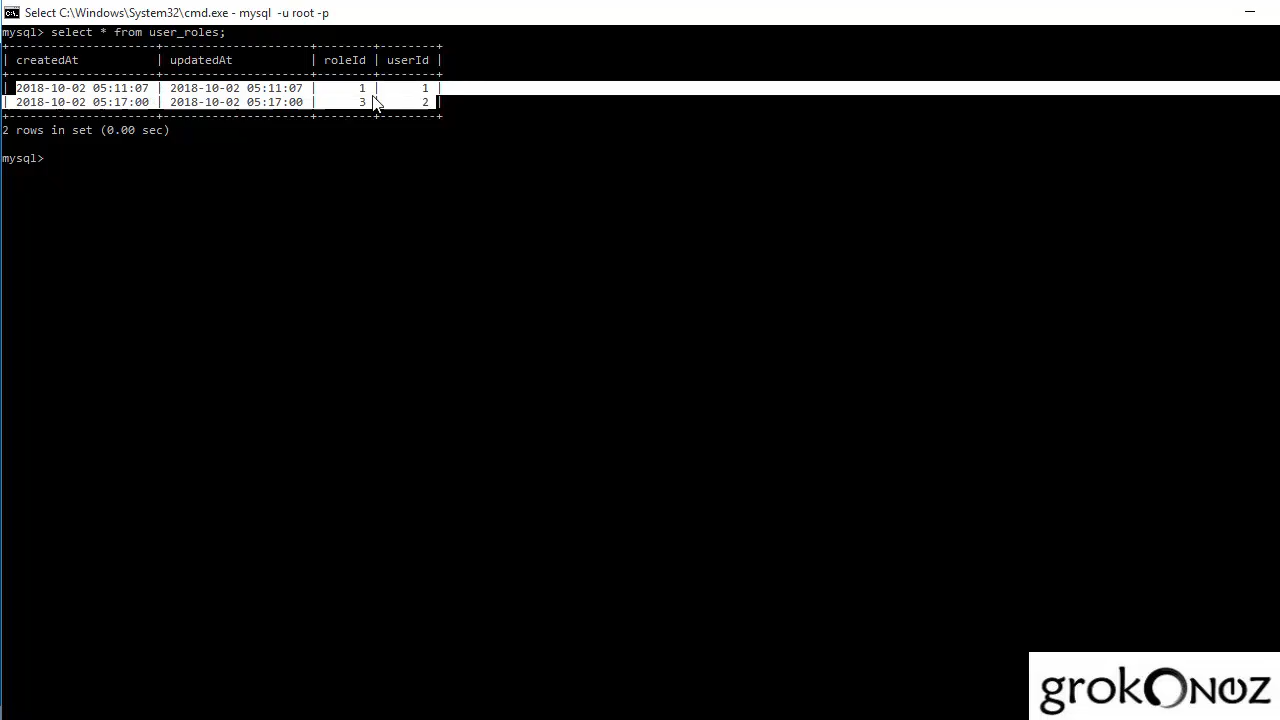 Select C:\Windows\System32\cmd.exe - mysql -u root -p
mysql> select * from user_roles;
+---------------------+---------------------+--------+--------+
| createdAt           | updatedAt           | roleId | userId |
+---------------------+---------------------+--------+--------+
| 2018-10-02 05:11:07 | 2018-10-02 05:11:07 |      1 |      1 |
| 2018-10-02 05:17:00 | 2018-10-02 05:17:00 |      3 |      2 |
+---------------------+---------------------+--------+--------+
2 rows in set (0.00 sec)
mysql>
grokonez